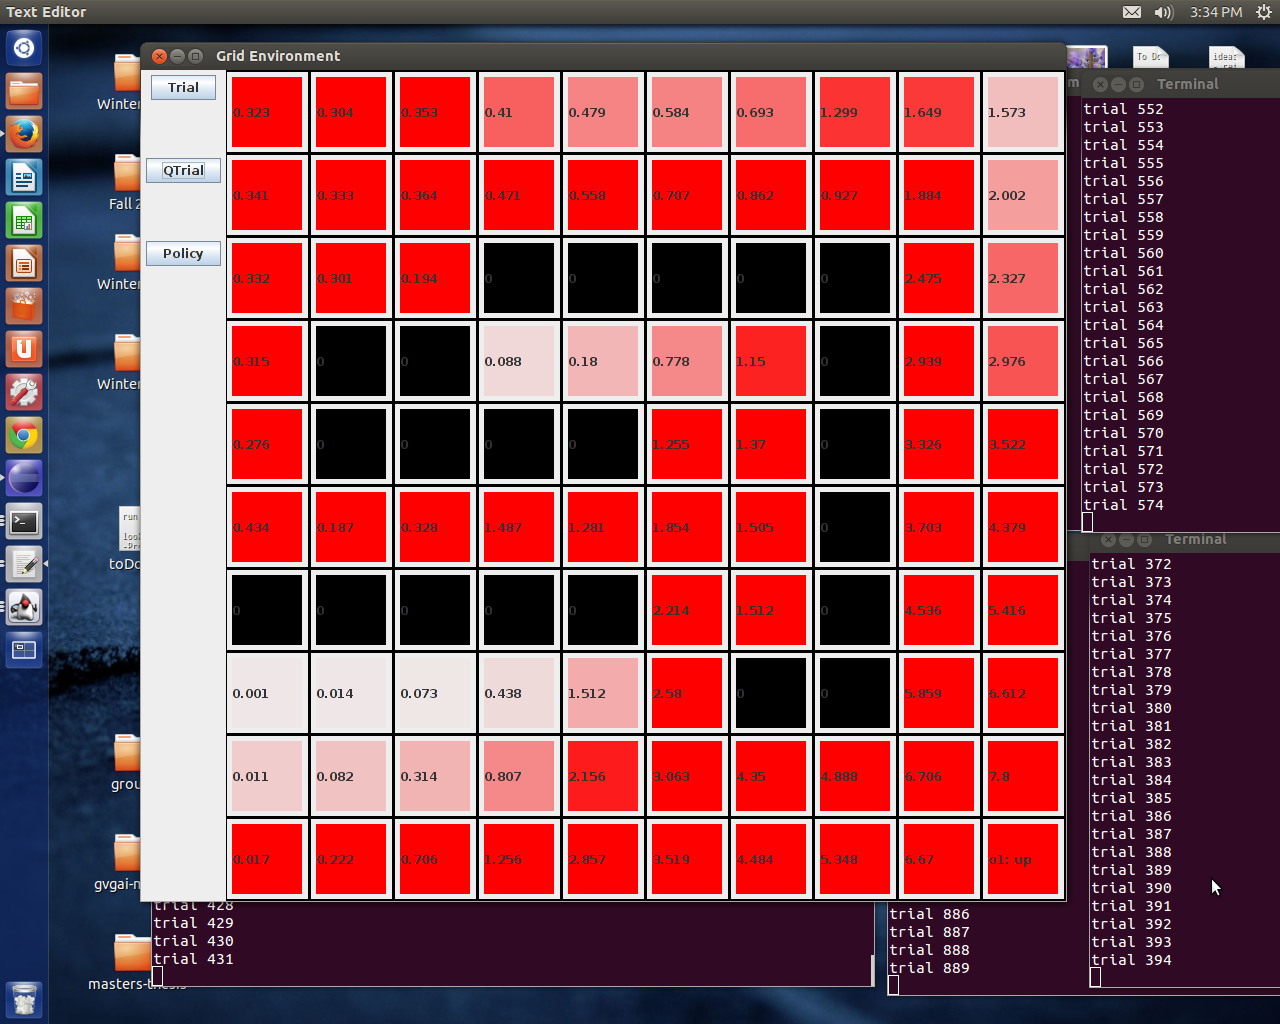 Text Editor
3:34 PM
Grid Environment
Trial
QTrial
Policy
0.323 0.304 0.353 0.41 0.479 0.584 0.693 1.299 1.649 1.573
0.341 0.333 0.364 0.471 0.558 0.707 0.862 0.927 1.884 2.002
0.332 0.301 0.194 0 0 0 0 0 2.475 2.327
0.315 0 0 0.088 0.18 0.778 1.15 0 2.939 2.976
0.276 0 0 0 0 1.255 1.37 0 3.326 3.522
0.434 0.187 0.328 1.487 1.281 1.854 1.505 0 3.703 4.379
0 0 0 0 0 2.214 1.512 0 4.536 5.416
0.001 0.014 0.073 0.438 1.512 2.58 0 0 5.859 6.612
0.011 0.082 0.314 0.807 2.156 3.063 4.35 4.888 6.706 7.8
0.017 0.222 0.706 1.256 2.857 3.519 4.484 5.348 6.67 o1: up
Winter
Fall 2
Winter
Winter
run
toDo
grou
gvgai-n
masters-thesis
To Dc
ideas
Terminal
trial 552
trial 553
trial 554
trial 555
trial 556
trial 557
trial 558
trial 559
trial 560
trial 561
trial 562
trial 563
trial 564
trial 565
trial 566
trial 567
trial 568
trial 569
trial 570
trial 571
trial 572
trial 573
trial 574
Terminal
trial 372
trial 373
trial 374
trial 375
trial 376
trial 377
trial 378
trial 379
trial 380
trial 381
trial 382
trial 383
trial 384
trial 385
trial 386
trial 387
trial 388
trial 389
trial 390
trial 391
trial 392
trial 393
trial 394
trial 428
trial 429
trial 430
trial 431
trial 886
trial 887
trial 888
trial 889